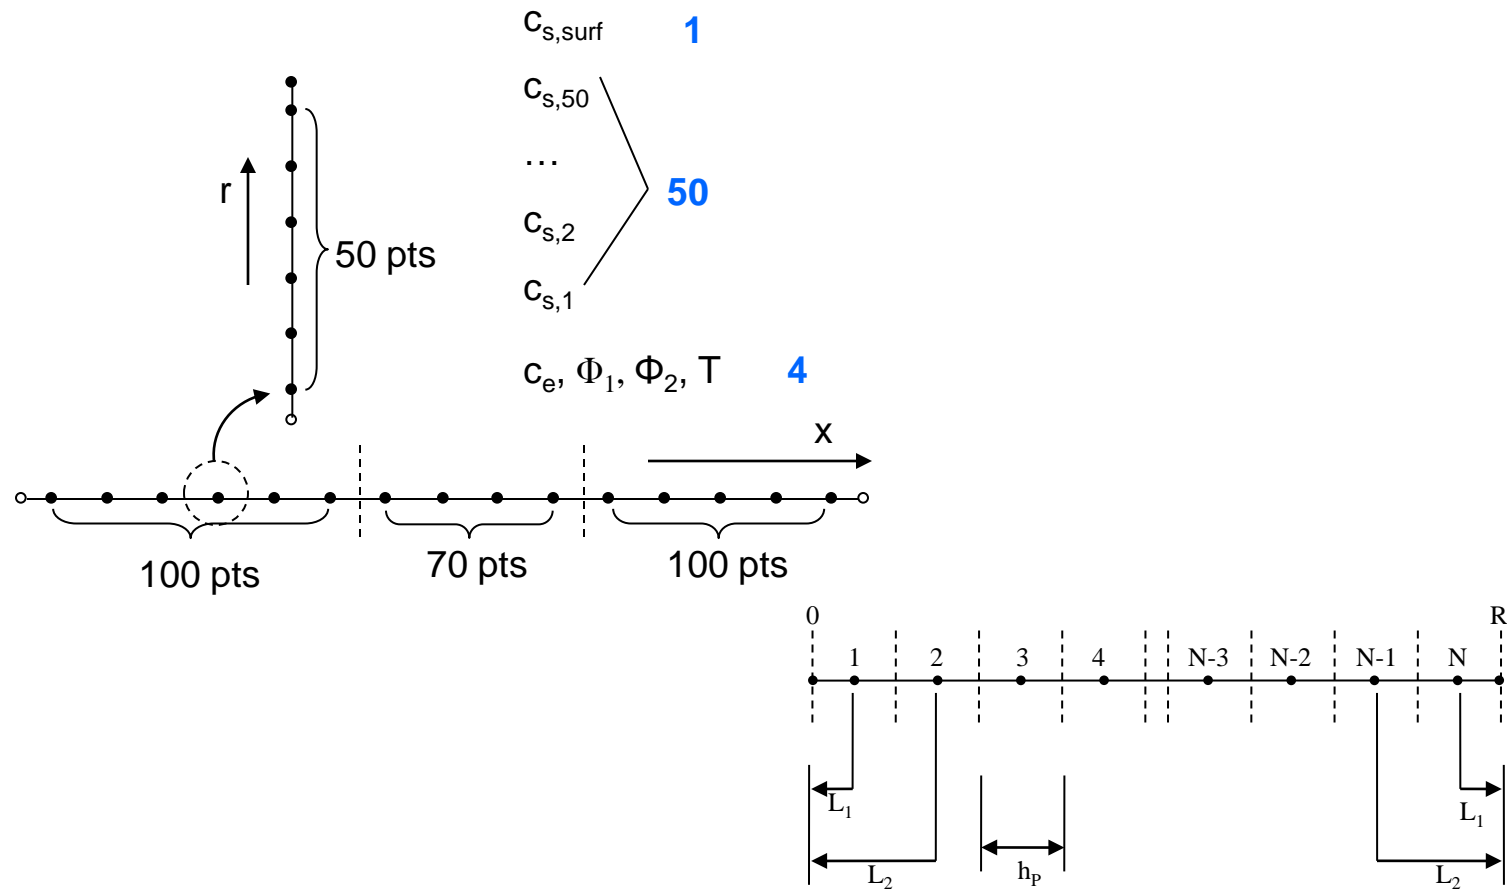 c_s,surf 1
c_s,50
…
50
c_s,2
c_s,1
c_e, Φ_1, Φ_2, T 4
r
50 pts
x
100 pts
70 pts
100 pts
0 R
1 2 3 4 N-3 N-2 N-1 N
L_1 L_1
L_2 h_P L_2